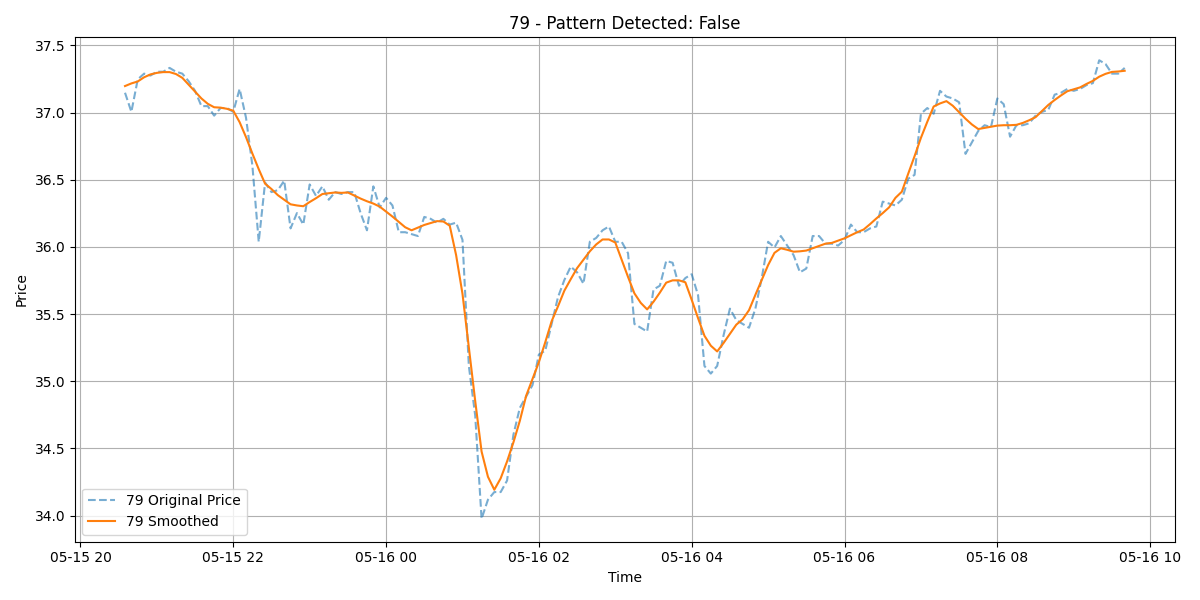 79 - Pattern Detected: False
37.5
37.0
36.5
36.0
35.5
35.0
34.5
34.0
Price
79 Original Price
79 Smoothed
05-15 20 05-15 22 05-16 00 05-16 02 05-16 04 05-16 06 05-16 08 05-16 10
Time